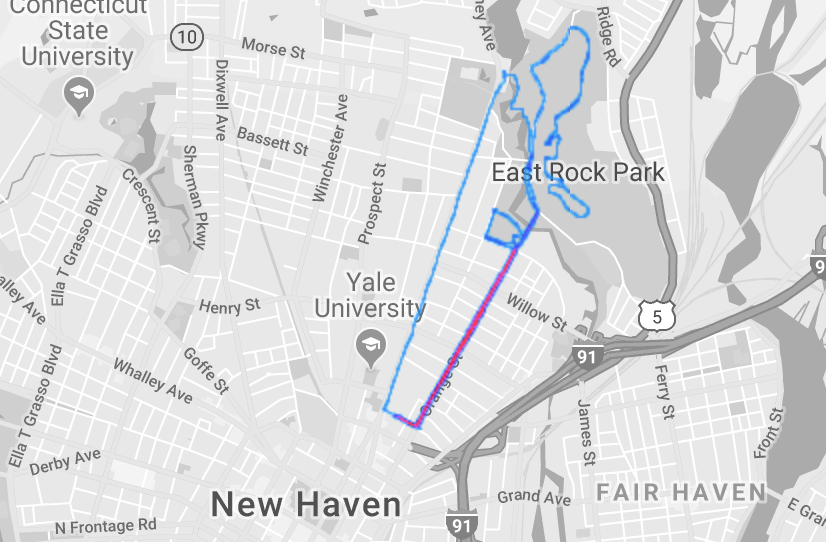 Connecticut
State
University
10
Morse St
ney Ave
Ridge Rd
Dixwell Ave
Winchester Ave
Bassett St
Sherman Pkwy
Prospect St
Crescent St
East Rock Park
Ella T Grasso Blvd
alley Ave
Yale
University
Henry St
Willow St
5
9
91
Goffe St
Whalley Ave
Orange St
Ella T Grasso Blvd
Ferry St
James St
Front St
Derby Ave
New Haven
Grand Ave
FAIR HAVEN
E Gra
N Frontage Rd
91